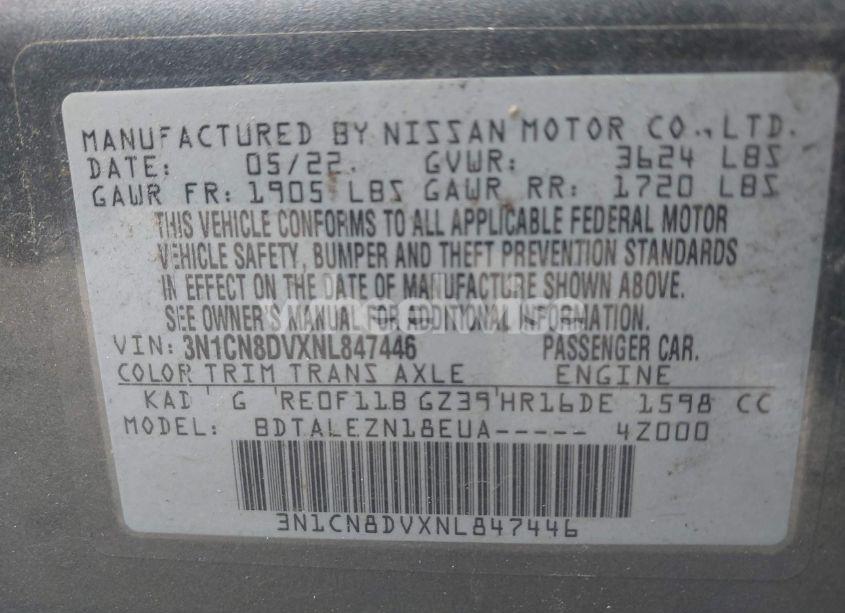 MANUFACTURED BY NISSAN MOTOR CO., LTD.
DATE: 05/22 GVWR: 3624 LBS
GAWR FR: 1905 LBS GAWR RR: 1720 LBS
THIS VEHICLE CONFORMS TO ALL APPLICABLE FEDERAL MOTOR
VEHICLE SAFETY, BUMPER AND THEFT PREVENTION STANDARDS
IN EFFECT ON THE DATE OF MANUFACTURE SHOWN ABOVE.
SEE OWNER'S MANUAL FOR ADDITIONAL INFORMATION.
VIN: 3N1CN8DVXNL847446 PASSENGER CAR.
COLOR TRIM TRANS AXLE ENGINE
KAD G RE0F11B GZ39 HR16DE 1598 CC
MODEL: BDTALEZN18EUA----- 4Z000
3N1CN8DVXNL847446